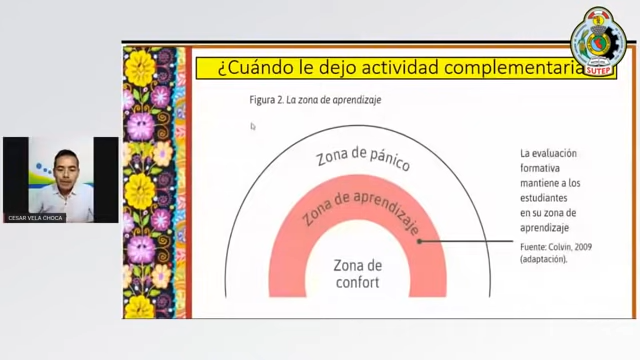 ¿Cuándo le dejo actividad complementaria
SUTEP
Figura 2. La zona de aprendizaje
Zona de pánico
Zona de aprendizaje
Zona de
confort
La evaluación
formativa
mantiene a los
estudiantes
en su zona de
aprendizaje
Fuente: Colvin, 2009
(adaptación).
CESAR VELA CHOCA